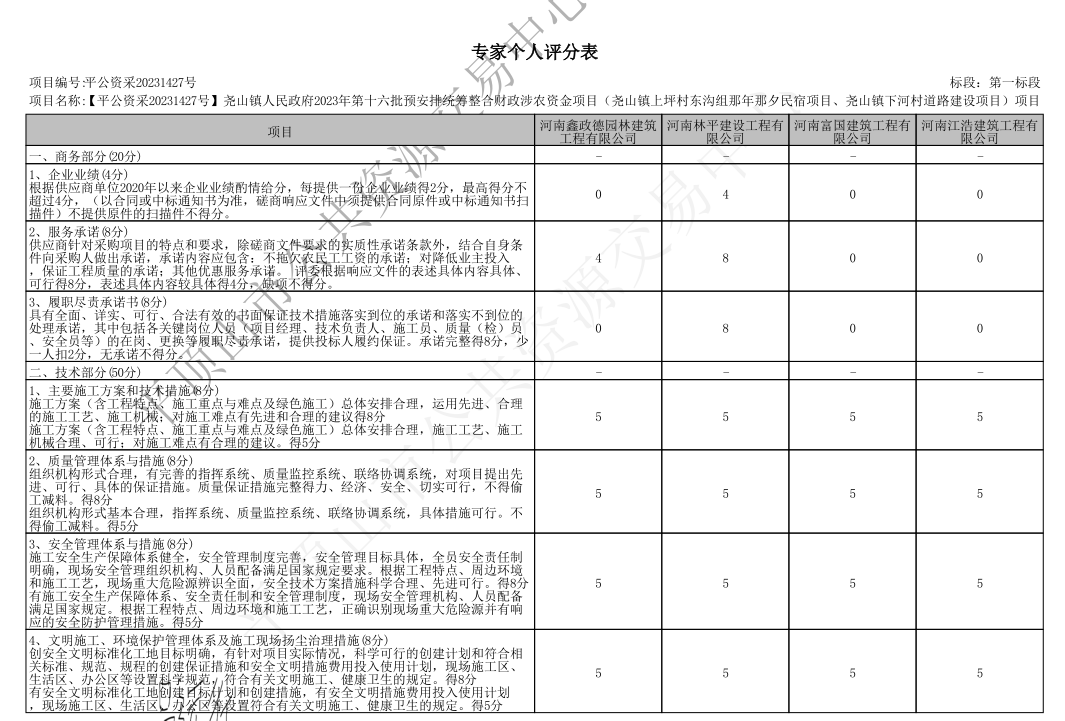 专家个人评分表
项目编号:平公资采20231427号
标段：第一标段
项目名称:【平公资采20231427号】尧山镇人民政府2023年第十六批预安排统筹整合财政涉农资金项目（尧山镇上坪村东沟组那年那夕民宿项目、尧山镇下河村道路建设项目）项目
项目
河南鑫政德园林建筑
工程有限公司
河南林平建设工程有
限公司
河南富国建筑工程有
限公司
河南江浩建筑工程有
限公司
一、商务部分(20分)
－ － － －
1、企业业绩(4分)
根据供应商单位2020年以来企业业绩酌情给分，每提供一份企业业绩得2分，最高得分不
超过4分，（以合同或中标通知书为准，磋商响应文件中须提供合同原件或中标通知书扫
描件）不提供原件的扫描件不得分。
0 4 0 0
2、服务承诺(8分)
供应商针对采购项目的特点和要求，除磋商文件要求的实质性承诺条款外，结合自身条
件向采购人做出承诺，承诺内容应包含：不拖欠农民工工资的承诺；对降低业主投入
，保证工程质量的承诺；其他优惠服务承诺。 评委根据响应文件的表述具体内容具体、
可行得8分，表述具体内容较具体得4分，缺项不得分。
4 8 0 0
3、履职尽责承诺书(8分)
具有全面、详实、可行、合法有效的书面保证技术措施落实到位的承诺和落实不到位的
处理承诺，其中包括各关键岗位人员（项目经理、技术负责人、施工员、质量（检）员
、安全员等）的在岗、更换等履职尽责承诺，提供投标人履约保证。承诺完整得8分，少
一人扣2分，无承诺不得分。
0 8 0 0
二、技术部分(50分)
－ － － －
1、主要施工方案和技术措施(8分)
施工方案（含工程特点、施工重点与难点及绿色施工）总体安排合理，运用先进、合理
的施工工艺、施工机械；对施工难点有先进和合理的建议得8分
施工方案（含工程特点、施工重点与难点及绿色施工）总体安排合理，施工工艺、施工
机械合理、可行；对施工难点有合理的建议。得5分
5 5 5 5
2、质量管理体系与措施(8分)
组织机构形式合理，有完善的指挥系统、质量监控系统、联络协调系统，对项目提出先
进、可行、具体的保证措施。质量保证措施完整得力、经济、安全、切实可行，不得偷
工减料。得8分
组织机构形式基本合理，指挥系统、质量监控系统、联络协调系统，具体措施可行。不
得偷工减料。得5分
5 5 5 5
3、安全管理体系与措施(8分)
施工安全生产保障体系健全，安全管理制度完善，安全管理目标具体，全员安全责任制
明确，现场安全管理组织机构、人员配备满足国家规定要求。根据工程特点、周边环境
和施工工艺，现场重大危险源辨识全面，安全技术方案措施科学合理、先进可行。得8分
有施工安全生产保障体系、安全责任制和安全管理制度，现场安全管理机构、人员配备
满足国家规定。根据工程特点、周边环境和施工工艺，正确识别现场重大危险源并有响
应的安全防护管理措施。得5分
5 5 5 5
4、文明施工、环境保护管理体系及施工现场扬尘治理措施(8分)
创安全文明标准化工地目标明确，有针对项目实际情况，科学可行的创建计划和符合相
关标准、规范、规程的创建保证措施和安全文明措施费用投入使用计划，现场施工区、
生活区、办公区等设置科学规范，符合有关文明施工、健康卫生的规定。得8分
有安全文明标准化工地创建目标计划和创建措施，有安全文明措施费用投入使用计划
，现场施工区、生活区、办公区等设置符合有关文明施工、健康卫生的规定。得5分
5 5 5 5
平顶山市公共资源交易中心
平顶山市公共资源交易中